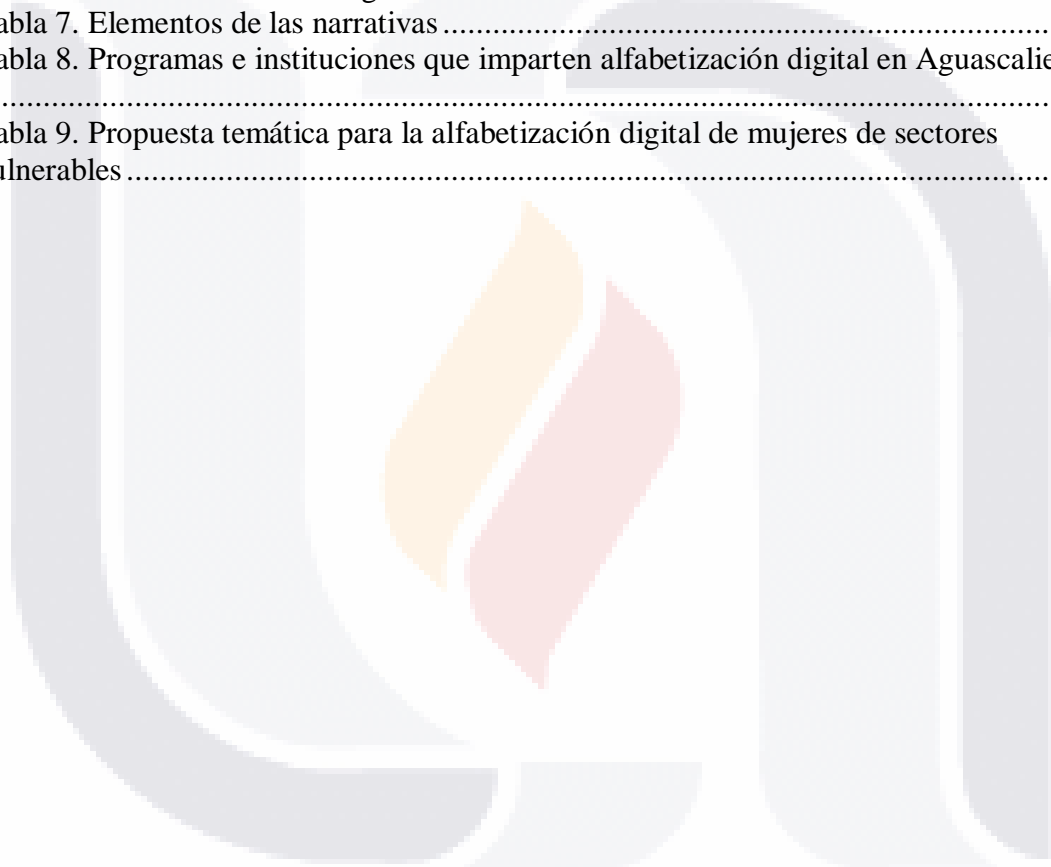 abla 7. Elementos de las narrativas................................................................................
abla 8. Programas e instituciones que imparten alfabetización digital en Aguascalie
................................................................................................................................
abla 9. Propuesta temática para la alfabetización digital de mujeres de sectores
ulnerables................................................................................................................